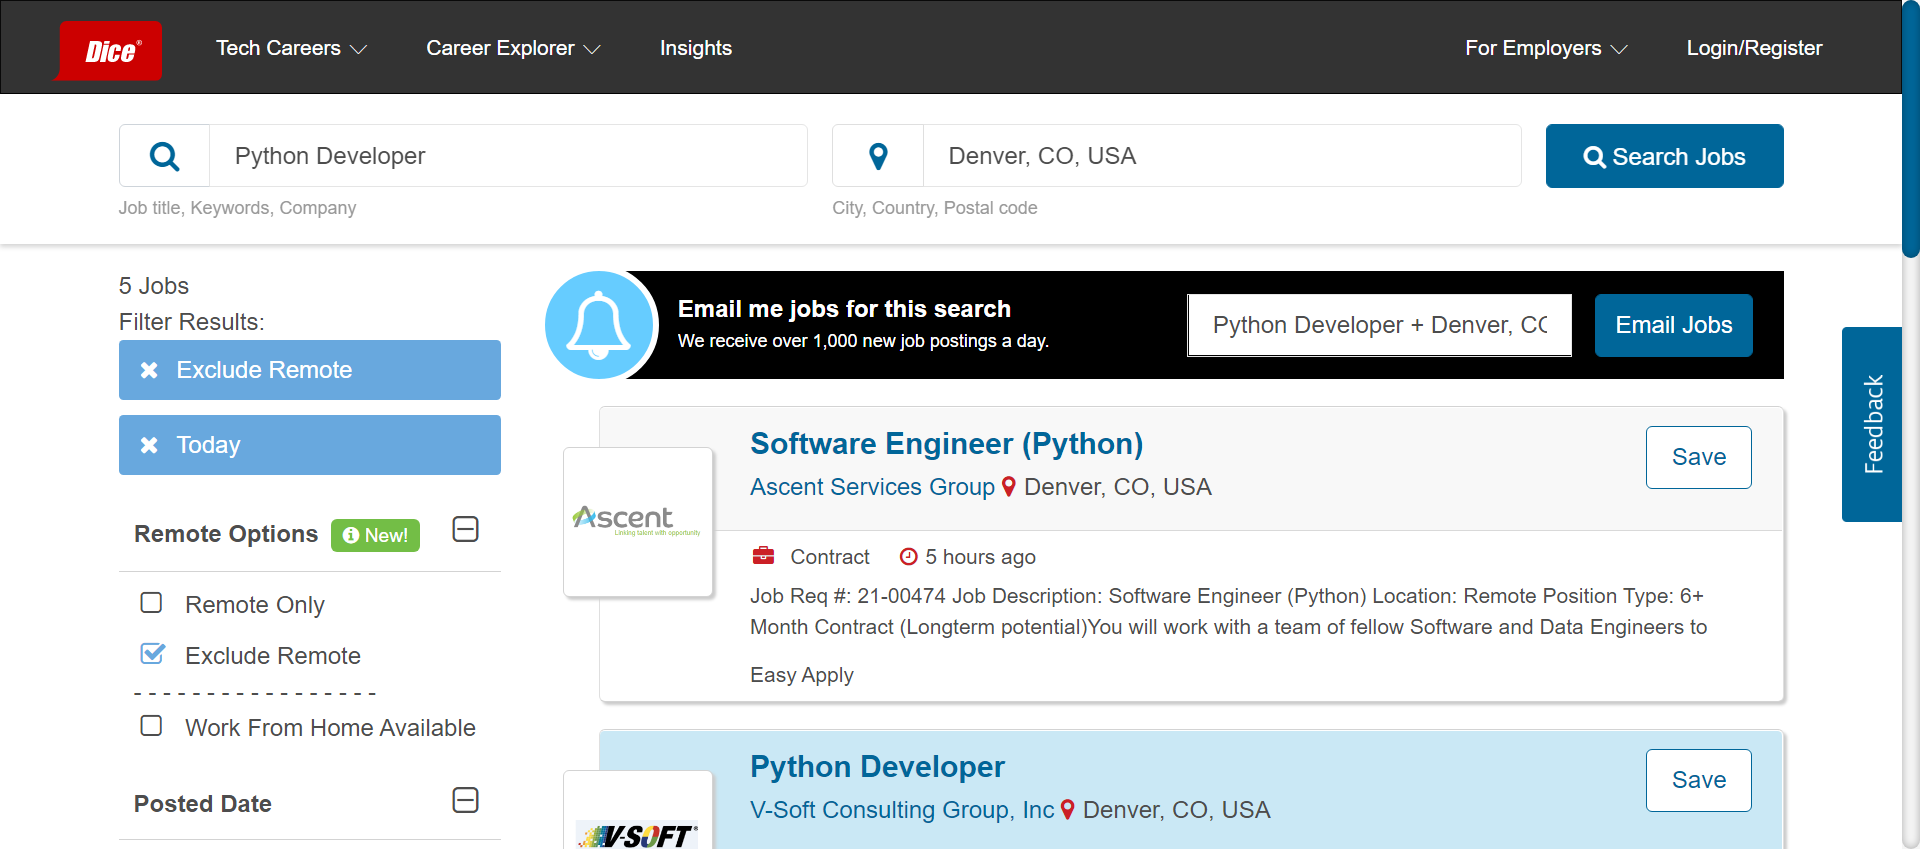 Dice®
Tech Careers
Career Explorer
Insights
For Employers
Login/Register
Python Developer
Denver, CO, USA
Search Jobs
Job title, Keywords, Company
City, Country, Postal code
5 Jobs
Filter Results:
Exclude Remote
Today
Remote Options
New!
Remote Only
Exclude Remote
- - - - - - - - - - - - - - - - -
Work From Home Available
Posted Date
Email me jobs for this search
We receive over 1,000 new job postings a day.
Python Developer + Denver, CO
Email Jobs
Software Engineer (Python)
Save
Ascent Services Group
Denver, CO, USA
Ascent
Linking talent with opportunity
Contract
5 hours ago
Job Req #: 21-00474 Job Description: Software Engineer (Python) Location: Remote Position Type: 6+
Month Contract (Longterm potential)You will work with a team of fellow Software and Data Engineers to
Easy Apply
Python Developer
Save
V-Soft Consulting Group, Inc
Denver, CO, USA
V-SOFT®
Feedback